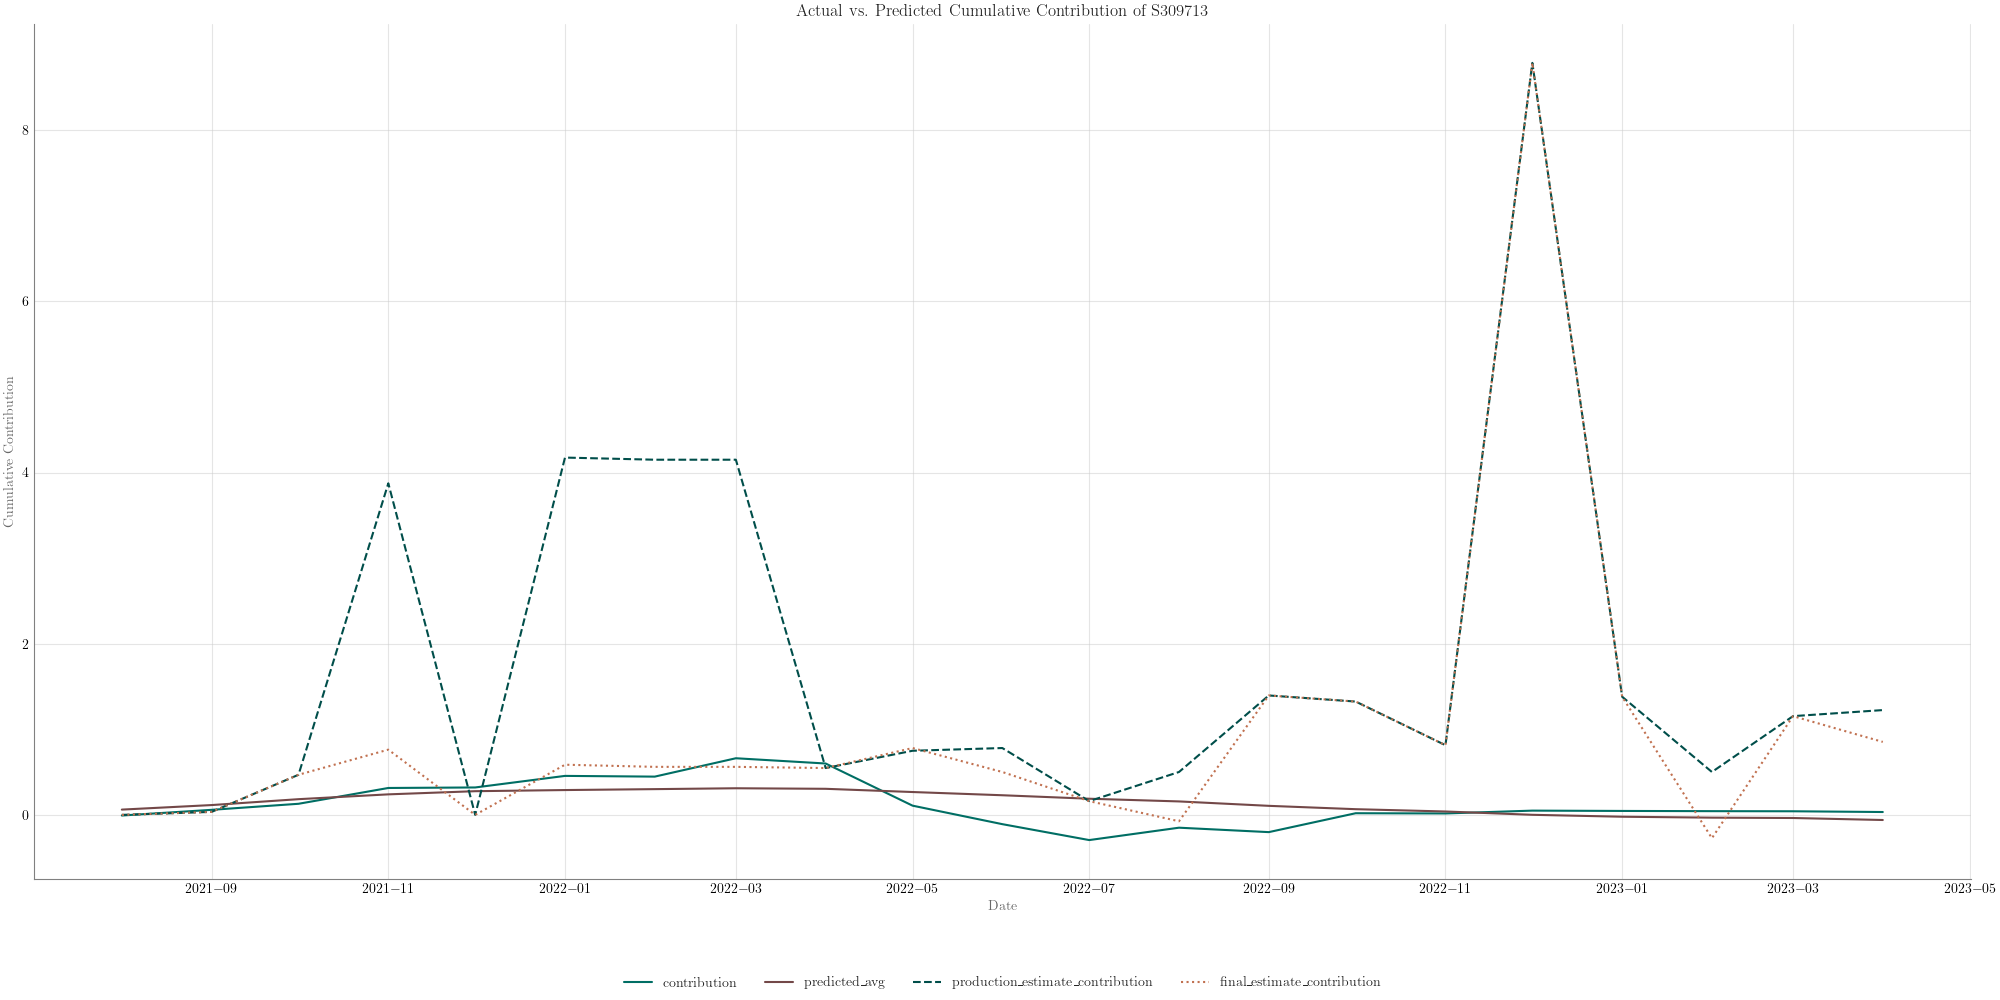 Actual vs. Predicted Cumulative Contribution of S309713
Cumulative Contribution
8
6
4
2
0
2021−09 2021−11 2022−01 2022−03 2022−05 2022−07 2022−09 2022−11 2023−01 2023−03 2023−05
Date
contribution predicted_avg production_estimate_contribution final_estimate_contribution